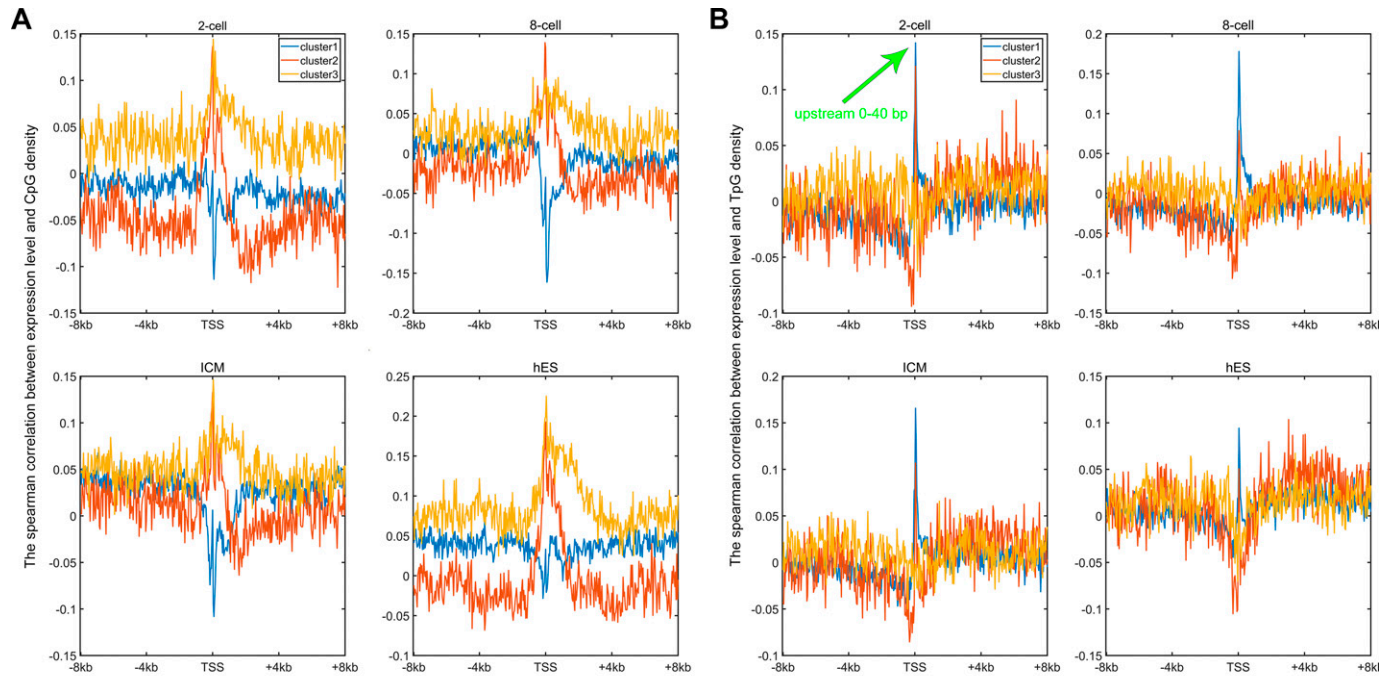 A
The spearman correlation between expression level and CpG density
2-cell
0.15
0.1
0.05
0
-0.05
-0.1
-0.15
-8kb
-4kb
TSS
+4kb
+8kb
cluster1
cluster2
cluster3
8-cell
0.15
0.1
0.05
0
-0.05
-0.1
-0.15
-0.2
-8kb
-4kb
TSS
+4kb
+8kb
ICM
0.15
0.1
0.05
0
-0.05
-0.1
-0.15
-8kb
-4kb
TSS
+4kb
+8kb
hES
0.25
0.2
0.15
0.1
0.05
0
-0.05
0.1
-8kb
-4kb
TSS
+4kb
+8kb
B
The spearman correlation between expression level and TpG density
2-cell
0.15
0.1
0.05
0
-0.05
-0.1
-8kb
-4kb
TSS
+4kb
+8kb
cluster1
cluster2
cluster3
upstream 0-40 bp
8-cell
0.2
0.15
0.1
0.05
0
-0.05
-0.1
-0.15
-8kb
-4kb
TSS
+4kb
+8kb
ICM
0.2
0.15
0.1
0.05
0
-0.05
-0.1
-8kb
-4kb
TSS
+4kb
+8kb
hES
0.15
0.1
0.05
0
-0.05
-0.1
-0.15
-8kb
-4kb
TSS
+4kb
+8kb